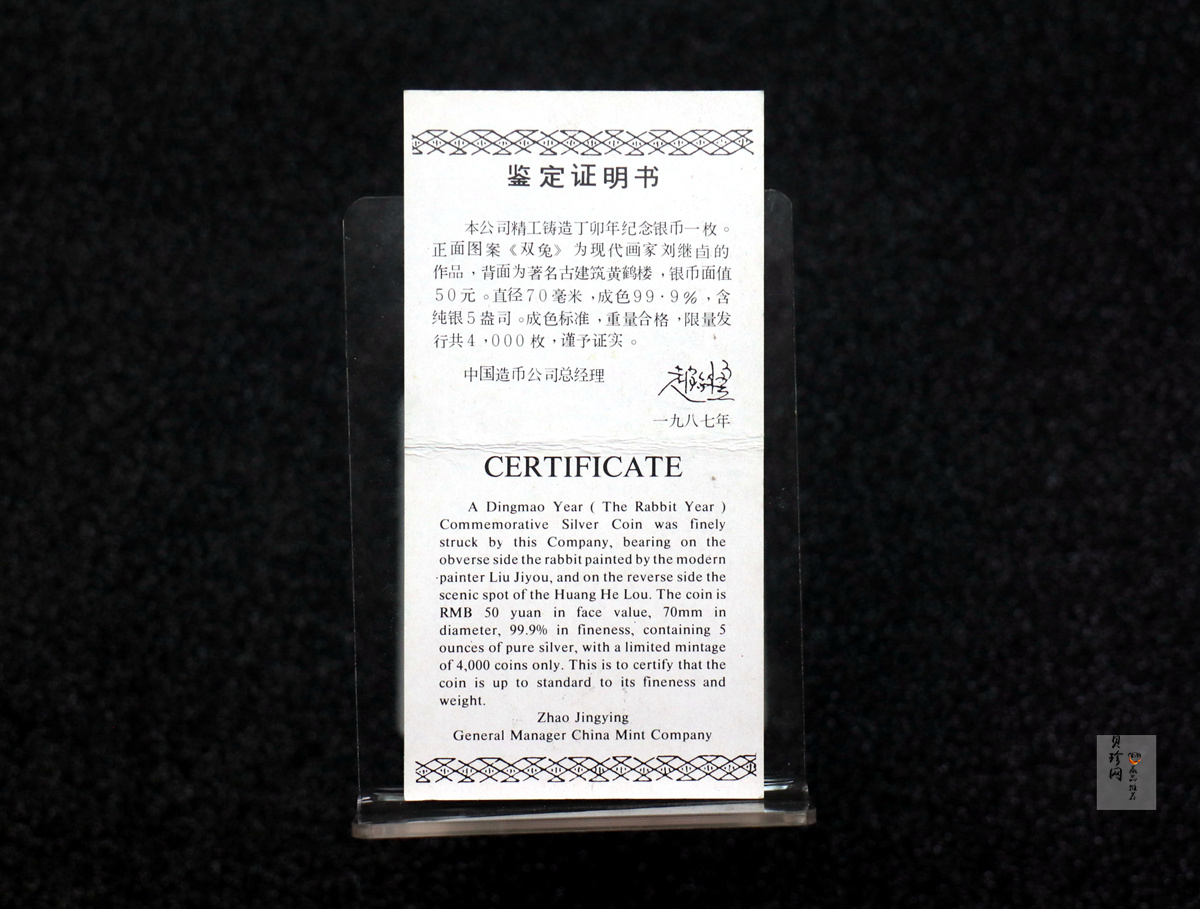 鉴定证明书
本公司精工铸造丁卯年纪念银币一枚。
正面图案《双兔》为现代画家刘继卣的
作品，背面为著名古建筑黄鹤楼，银币面值
50元。直径70毫米，成色99·9%，含
纯银5盎司。成色标准，重量合格，限量发
行共4,000枚，谨予证实。
中国造币公司总经理
一九八七年
CERTIFICATE
A Dingmao Year ( The Rabbit Year )
Commemorative Silver Coin was finely
struck by this Company, bearing on the
obverse side the rabbit painted by the modern
painter Liu Jiyou, and on the reverse side the
scenic spot of the Huang He Lou. The coin is
RMB 50 yuan in face value, 70mm in
diameter, 99.9% in fineness, containing 5
ounces of pure silver, with a limited mintage
of 4,000 coins only. This is to certify that the
coin is up to standard to its fineness and
weight.
Zhao Jingying
General Manager China Mint Company
贝珍网